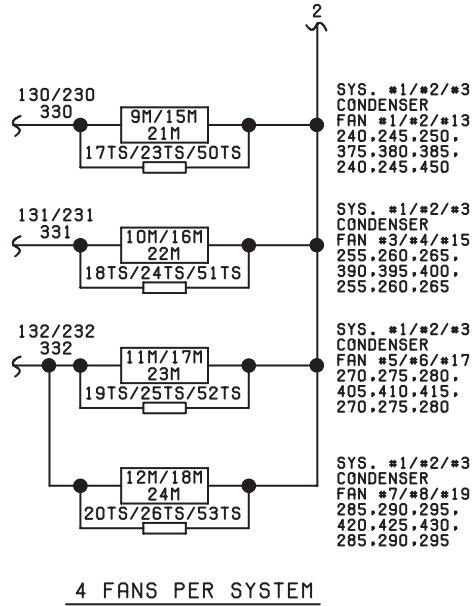 2
130/230
330
9M/15M
21M
17TS/23TS/50TS
SYS. #1/#2/#3
CONDENSER
FAN #1/#2/#13
240,245,250,
375,380,385,
240,245,450
131/231
331
10M/16M
22M
18TS/24TS/51TS
SYS. #1/#2/#3
CONDENSER
FAN #3/#4/#15
255,260,265,
390,395,400,
255,260,265
132/232
332
11M/17M
23M
19TS/25TS/52TS
SYS. #1/#2/#3
CONDENSER
FAN #5/#6/#17
270,275,280,
405,410,415,
270,275,280
12M/18M
24M
20TS/26TS/53TS
SYS. #1/#2/#3
CONDENSER
FAN #7/#8/#19
285,290,295,
420,425,430,
285,290,295
4 FANS PER SYSTEM